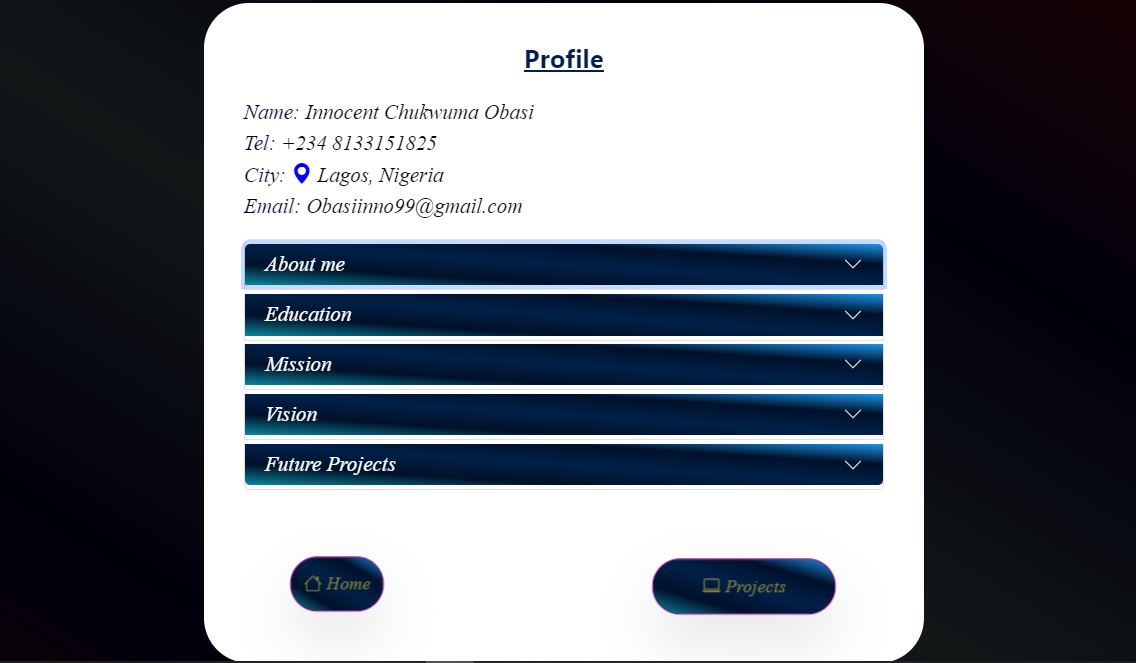 Profile
Name: Innocent Chukwuma Obasi
Tel: +234 8133151825
City: Lagos, Nigeria
Email: Obasiinno99@gmail.com
About me
Education
Mission
Vision
Future Projects
Home
Projects